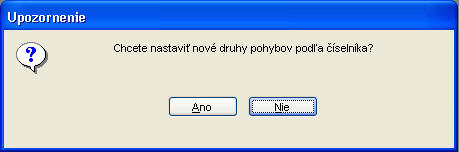 Upozornenie
?
Chcete nastaviť nové druhy pohybov podľa číselníka?
Ano
Nie